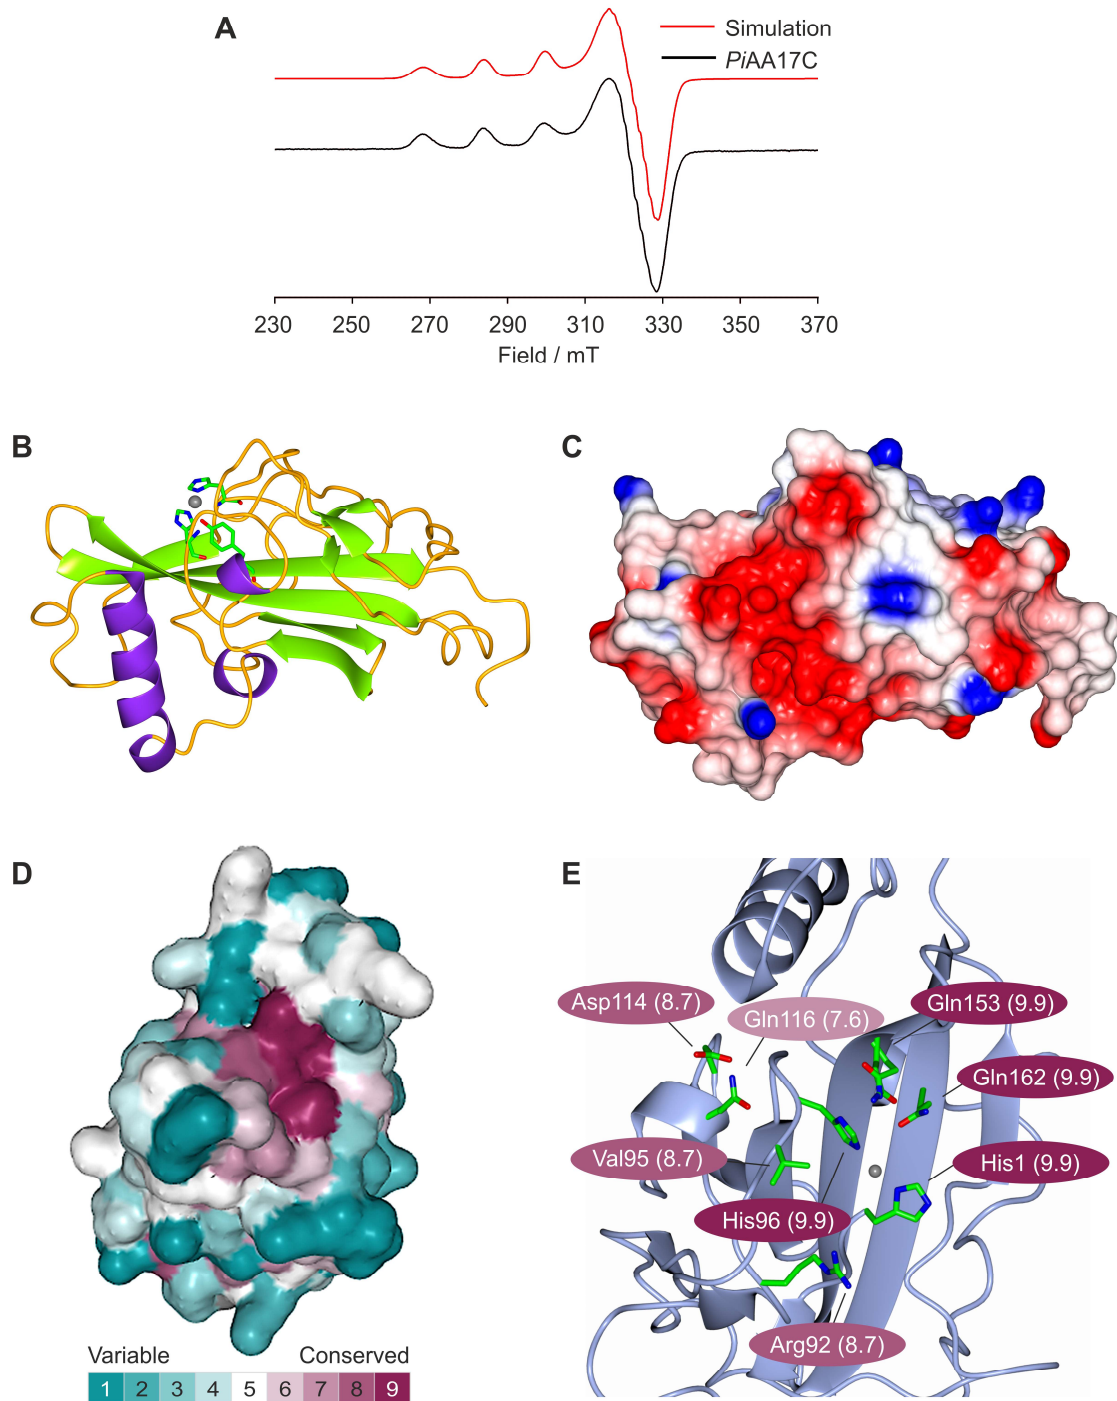 A
Simulation
PiAA17C
230 250 270 290 310 330 350 370
Field / mT
B
C
D
Variable Conserved
1 2 3 4 5 6 7 8 9
E
Asp114 (8.7)
Gln116 (7.6)
Gln153 (9.9)
Gln162 (9.9)
Val95 (8.7)
His1 (9.9)
His96 (9.9)
Arg92 (8.7)